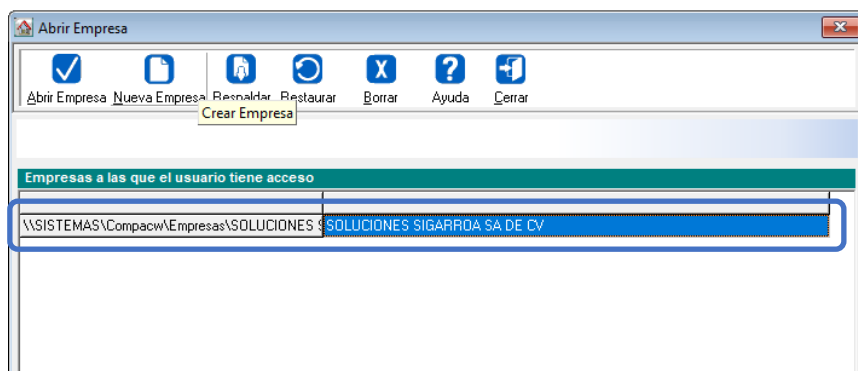 Abrir Empresa
Abrir Empresa Nueva Empresa Respaldar Restaurar Borrar Ayuda Cerrar
Crear Empresa
Empresas a las que el usuario tiene acceso
\\SISTEMAS\Compacw\Empresas\SOLUCIONES S SOLUCIONES SIGARROA SA DE CV